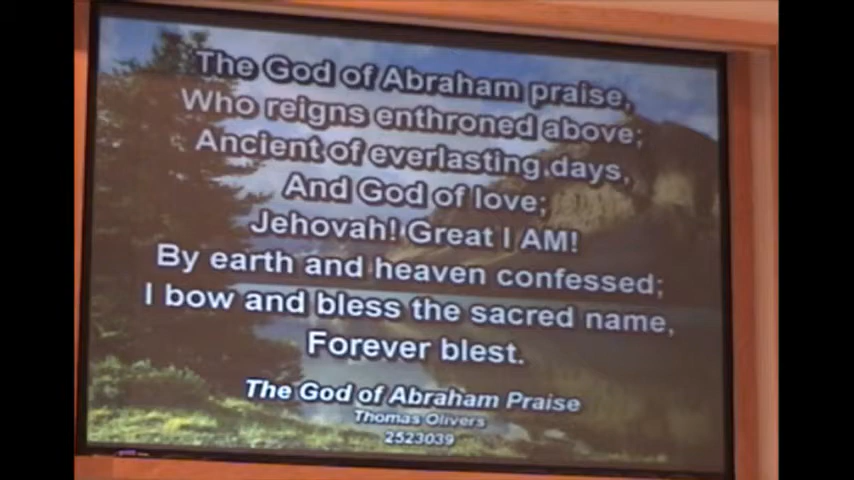 The God of Abraham praise,
Who reigns enthroned above;
Ancient of everlasting days,
And God of love;
Jehovah! Great I AM!
By earth and heaven confessed;
I bow and bless the sacred name,
Forever blest.
The God of Abraham Praise
Thomas Olivers
2523039